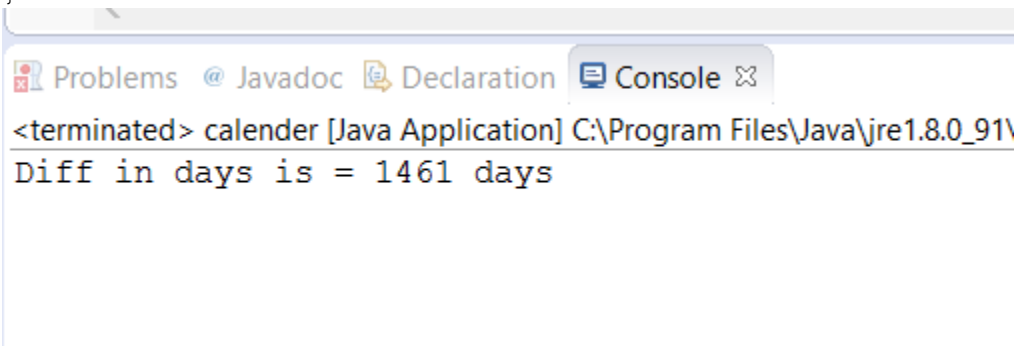 Problems @ Javadoc Declaration Console
<terminated> calender [Java Application] C:\Program Files\Java\jre1.8.0_91\
Diff in days is = 1461 days